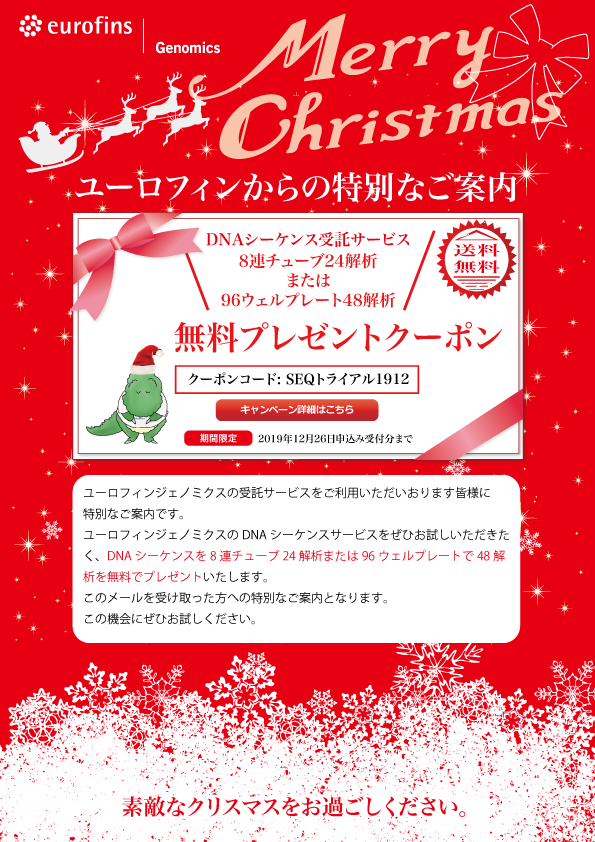 eurofins
Genomics
Merry
Christmas
ユーロフィンからの特別なご案内
DNAシーケンス受託サービス
8連チューブ24解析
または
96ウェルプレート48解析
送料
無料
無料プレゼントクーポン
クーポンコード: SEQトライアル1912
キャンペーン詳細はこちら
期間限定 2019年12月26日申込み受付分まで
ユーロフィンジェノミクスの受託サービスをご利用いただいおります皆様に
特別なご案内です。
ユーロフィンジェノミクスの DNA シーケンスサービスをぜひお試しいただきた
く、DNA シーケンスを 8 連チューブ 24 解析または 96 ウェルプレートで 48 解
析を無料でプレゼントいたします。
このメールを受け取った方への特別なご案内となります。
この機会にぜひお試しください。
素敵なクリスマスをお過ごしください。